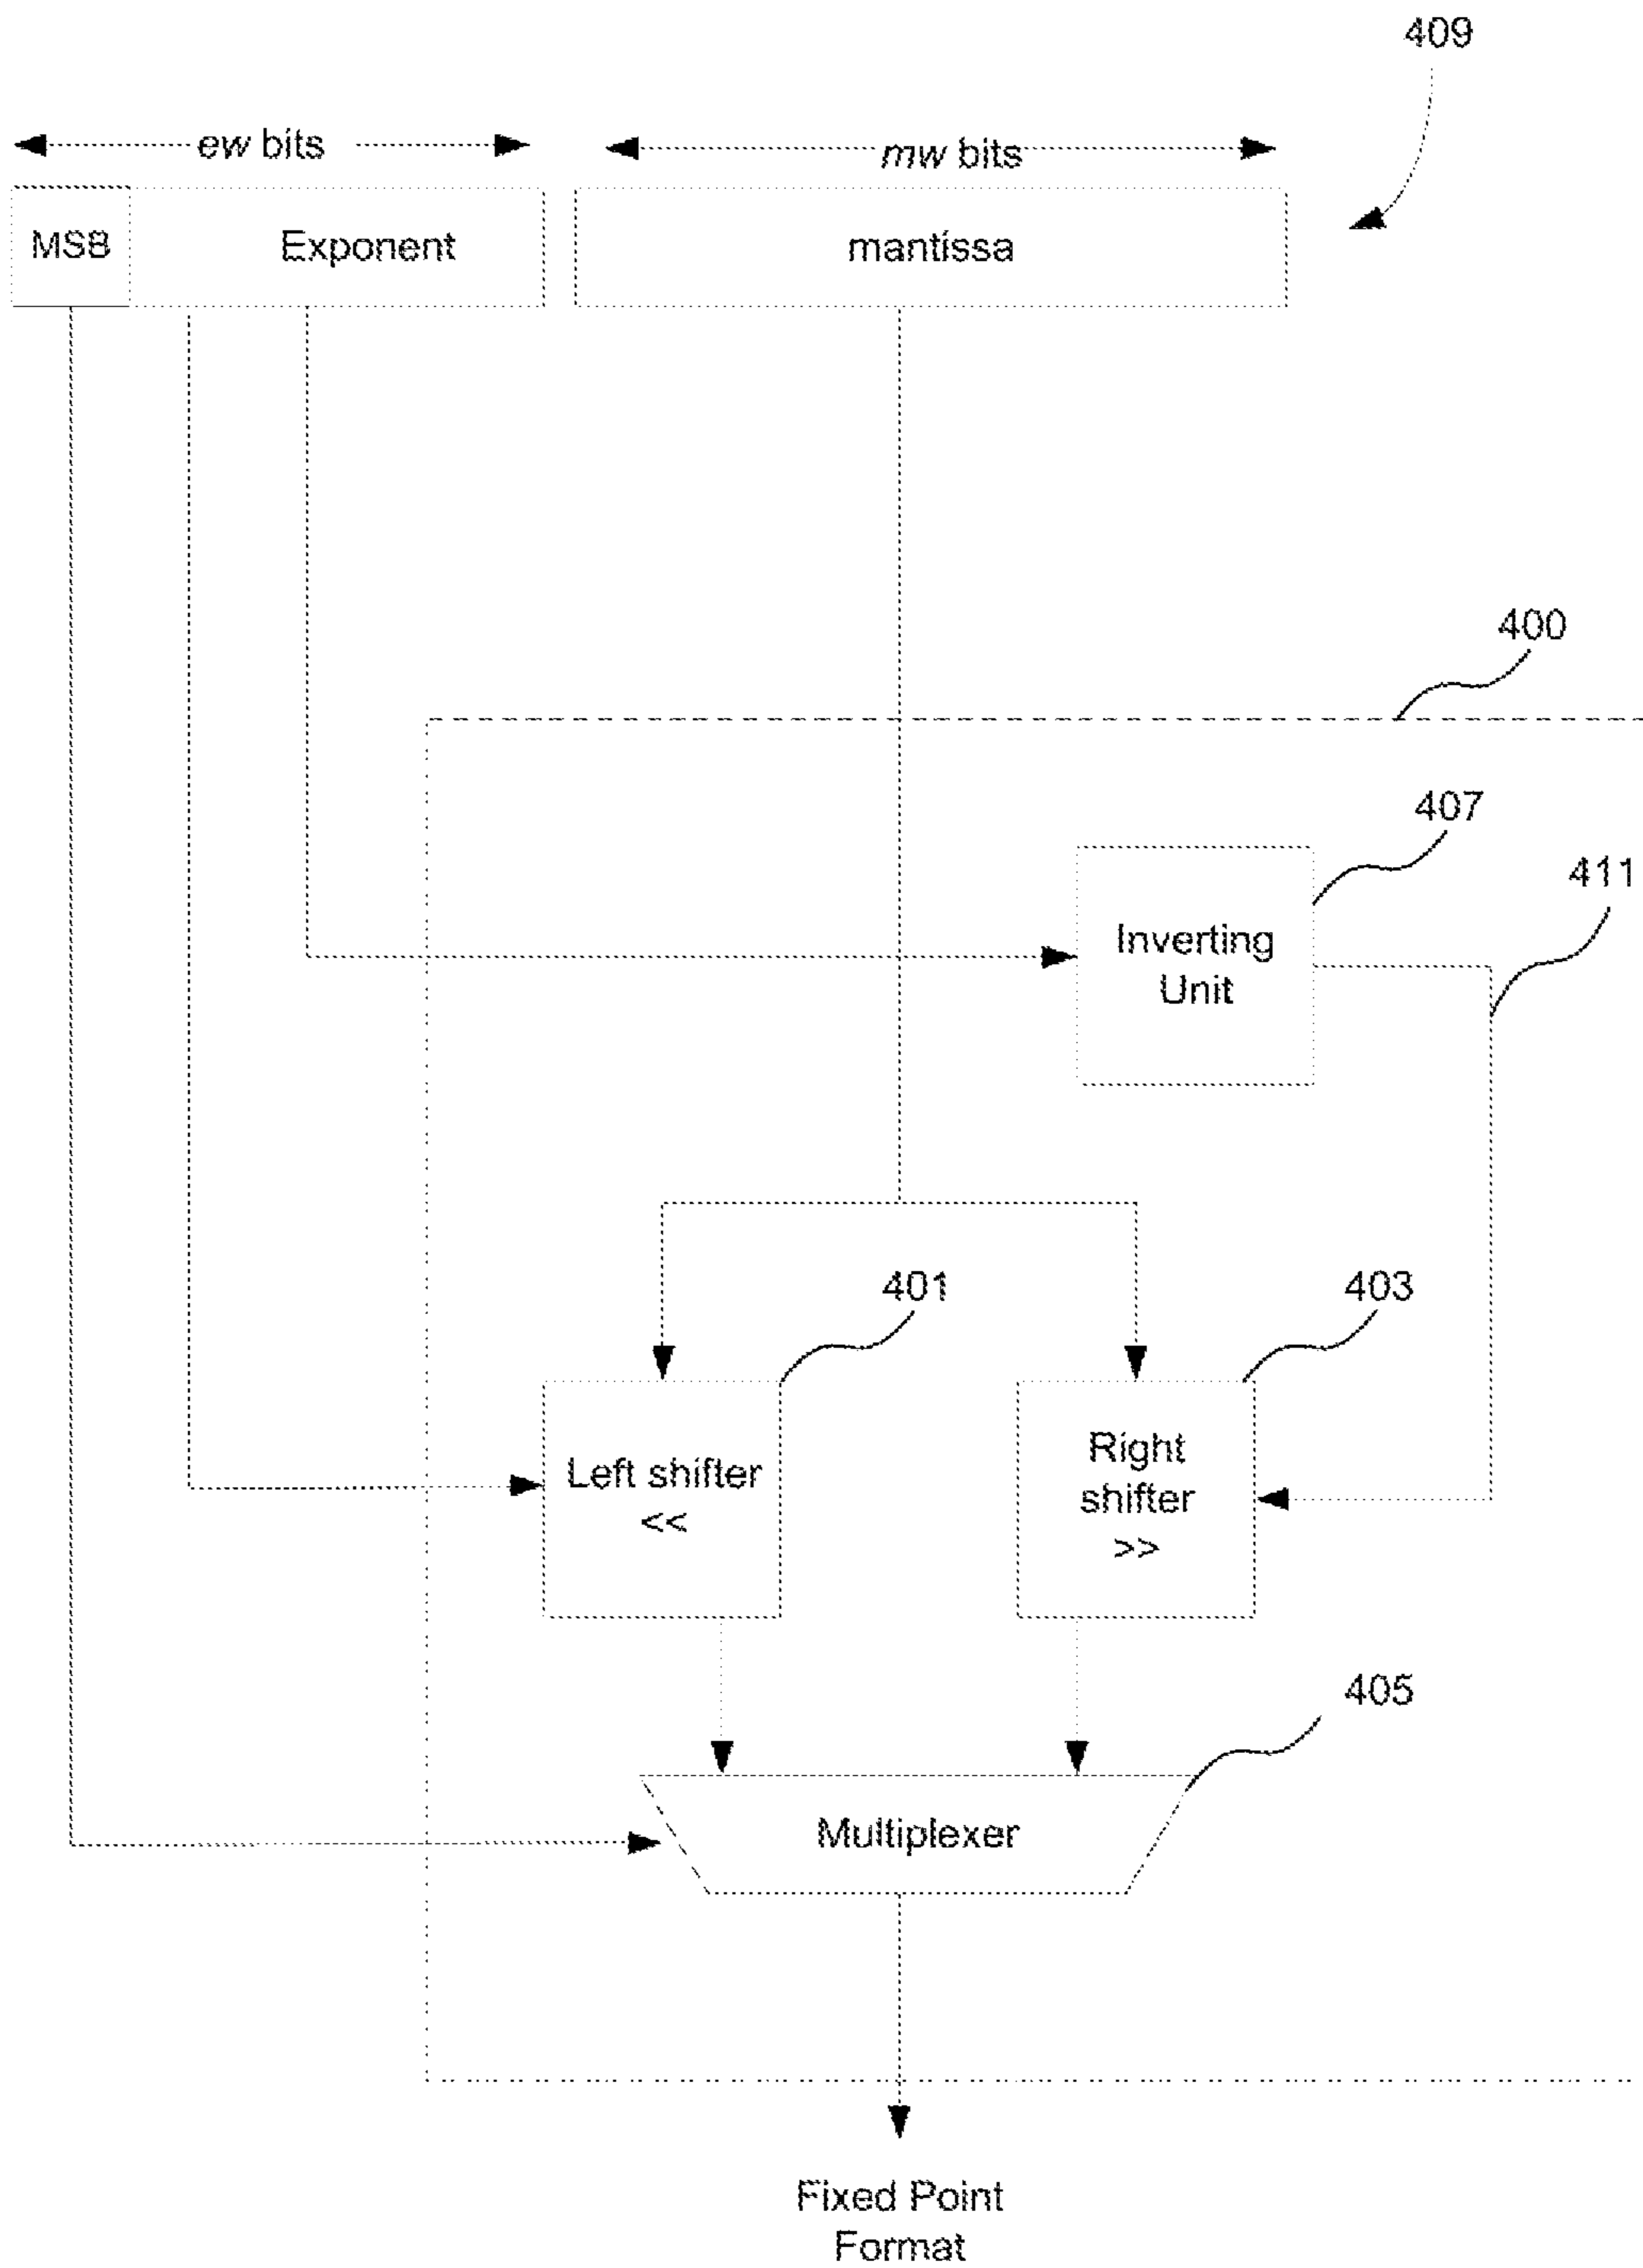 409
ew bits
mw bits
MSB
Exponent
mantissa
400
407
411
Inverting
Unit
401
403
Left shifter
<<
Right
shifter
>>
405
Multiplexer
Fixed Point
Format